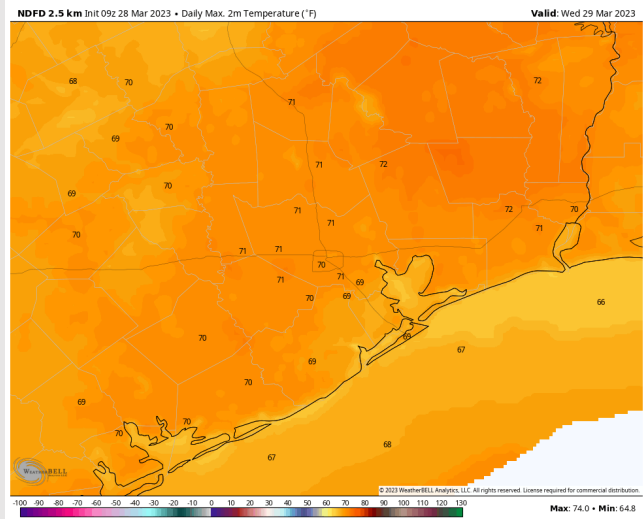 NDFD 2.5 km Init 09z 28 Mar 2023 • Daily Max. 2m Temperature (°F) Valid: Wed 29 Mar 2023
68 70 72
71
70
69
71 72
70
69
71 72 70
71 71
70
71 71
70
71 71 69
70 69
66
69
70 67
69
70
69
70
70
68
67
WeatherBELL
© 2023 WeatherBELL Analytics, LLC. All rights reserved. License required for commercial distribution.
-100 -90 -80 -70 -60 -50 -40 -30 -20 -10 0 10 20 30 40 50 60 70 80 90 100 110 120 130
Max: 74.0 • Min: 64.8